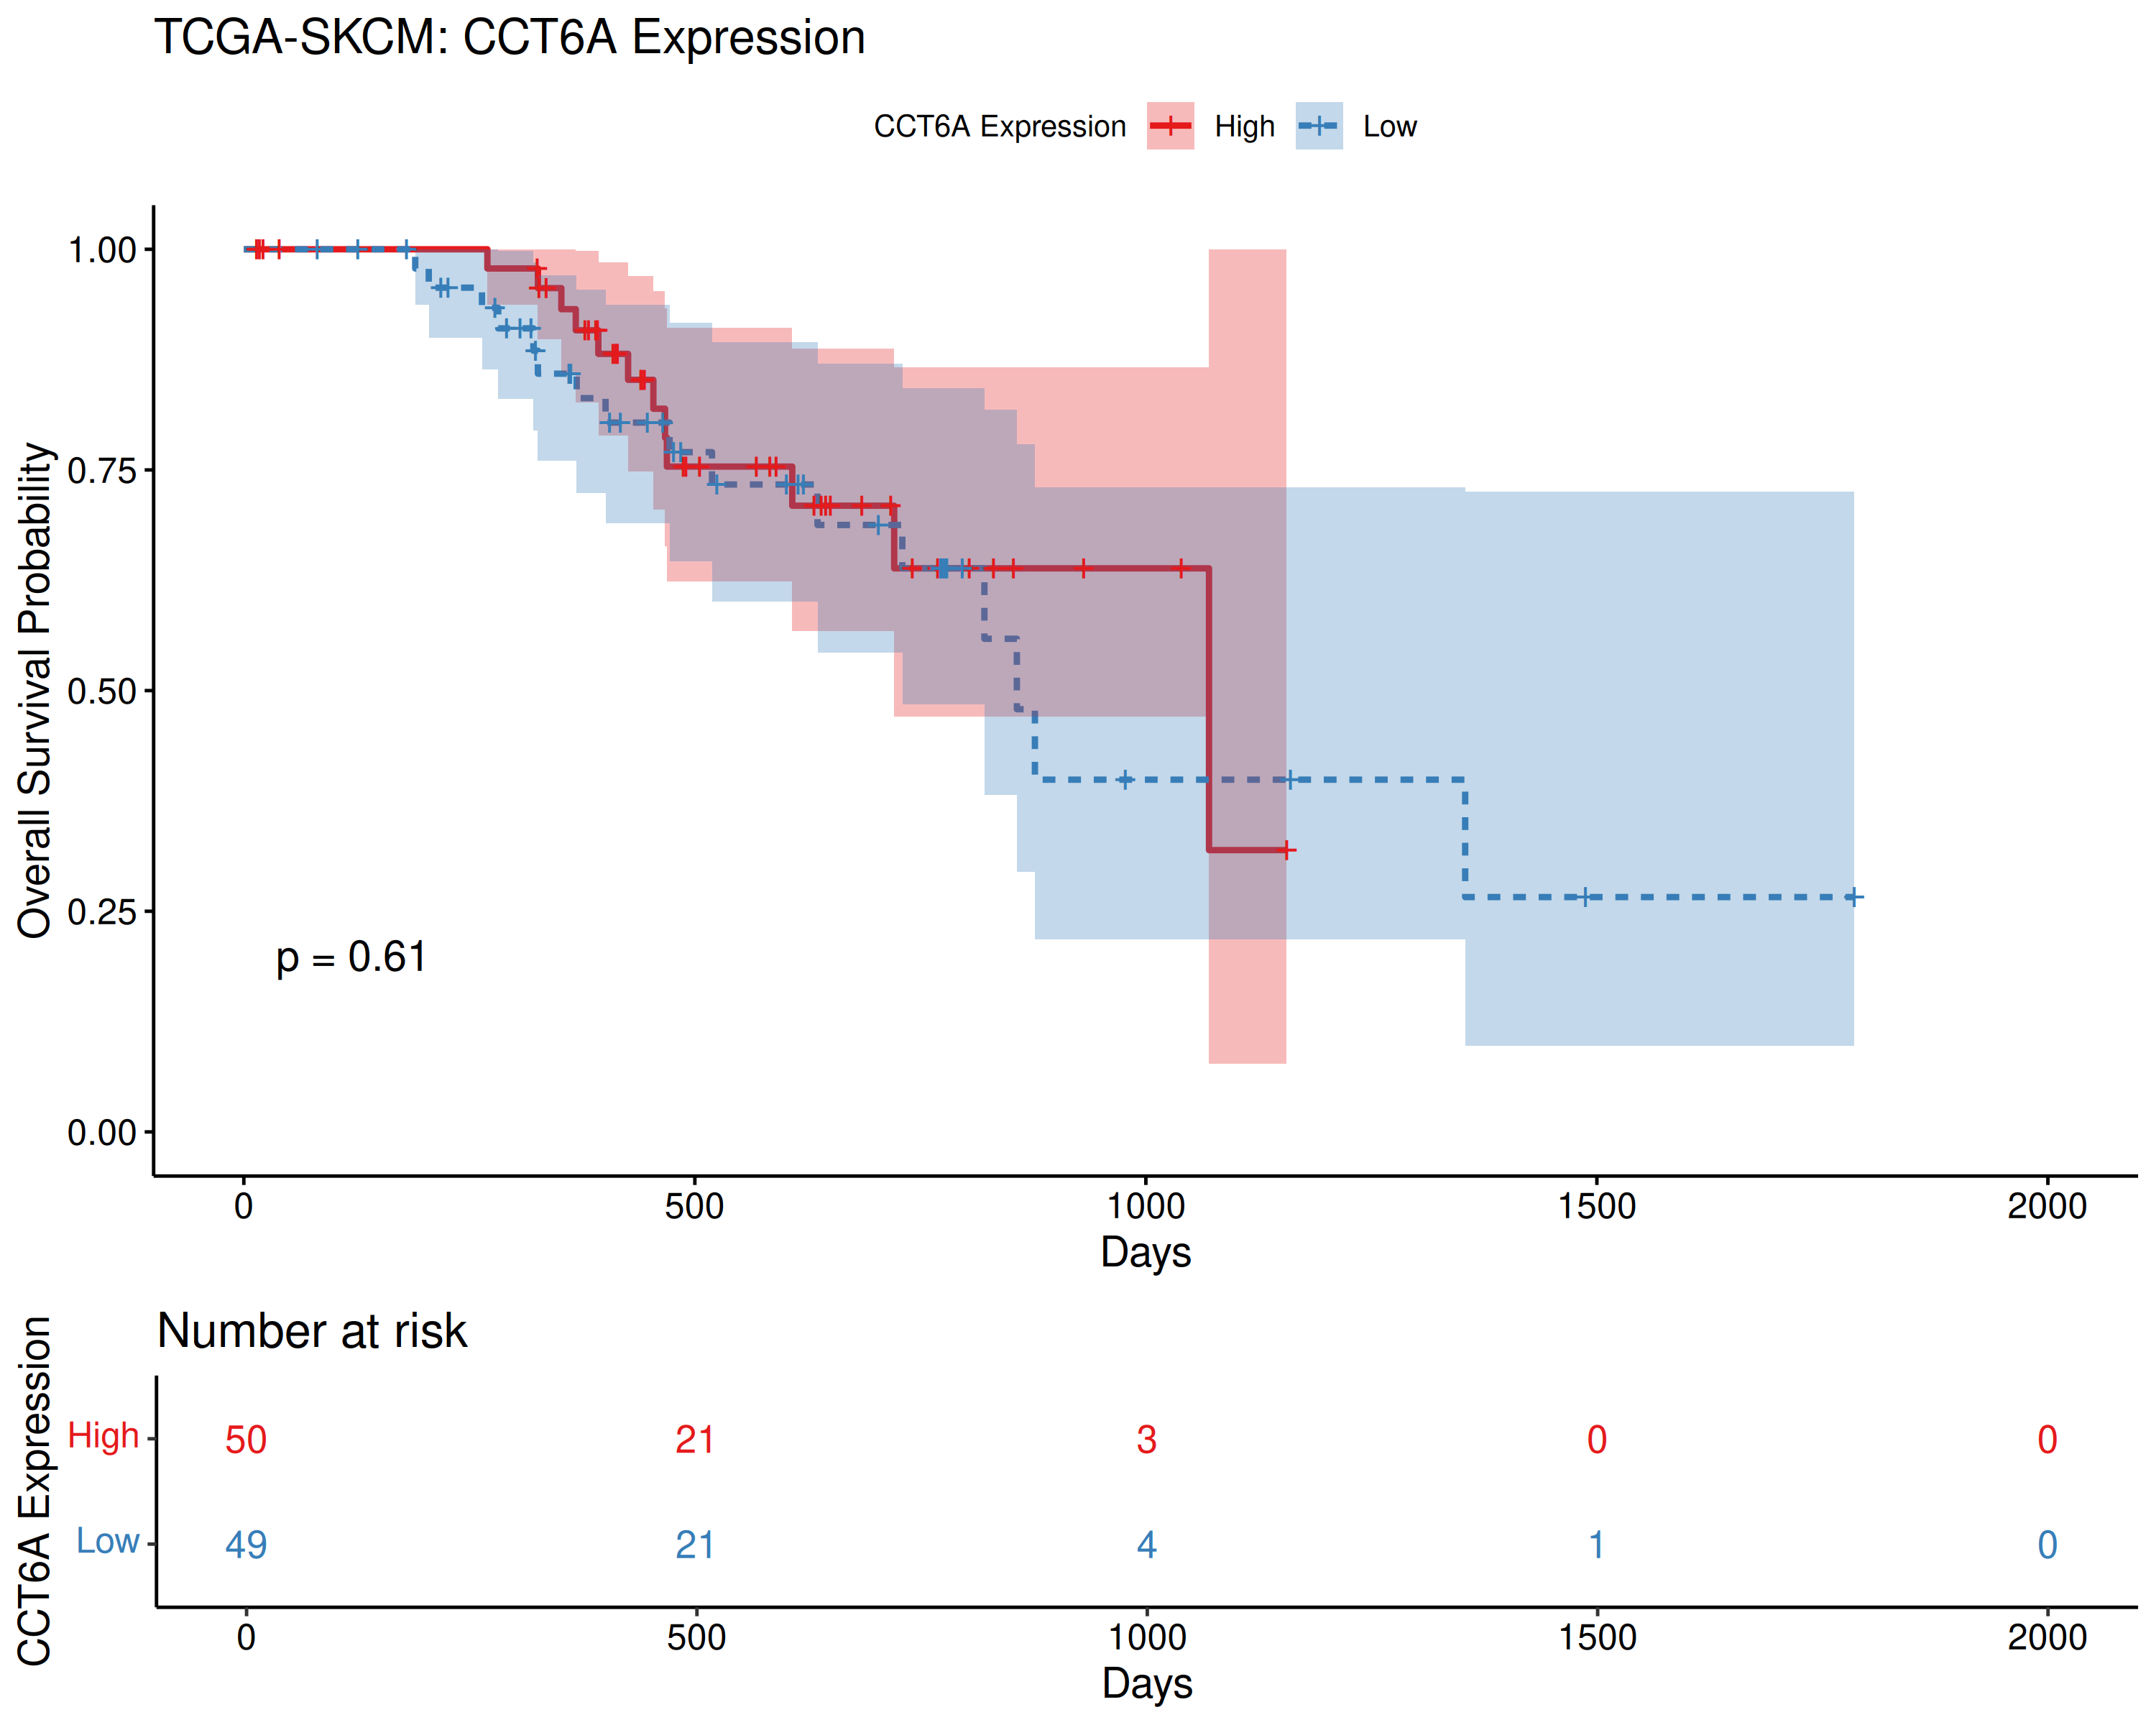 TCGA-SKCM: CCT6A Expression
CCT6A Expression High Low
Overall Survival Probability
1.00
0.75
0.50
0.25
0.00
p = 0.61
0 500 1000 1500 2000
Days
Number at risk
CCT6A Expression
High 50 21 3 0 0
Low 49 21 4 1 0
0 500 1000 1500 2000
Days